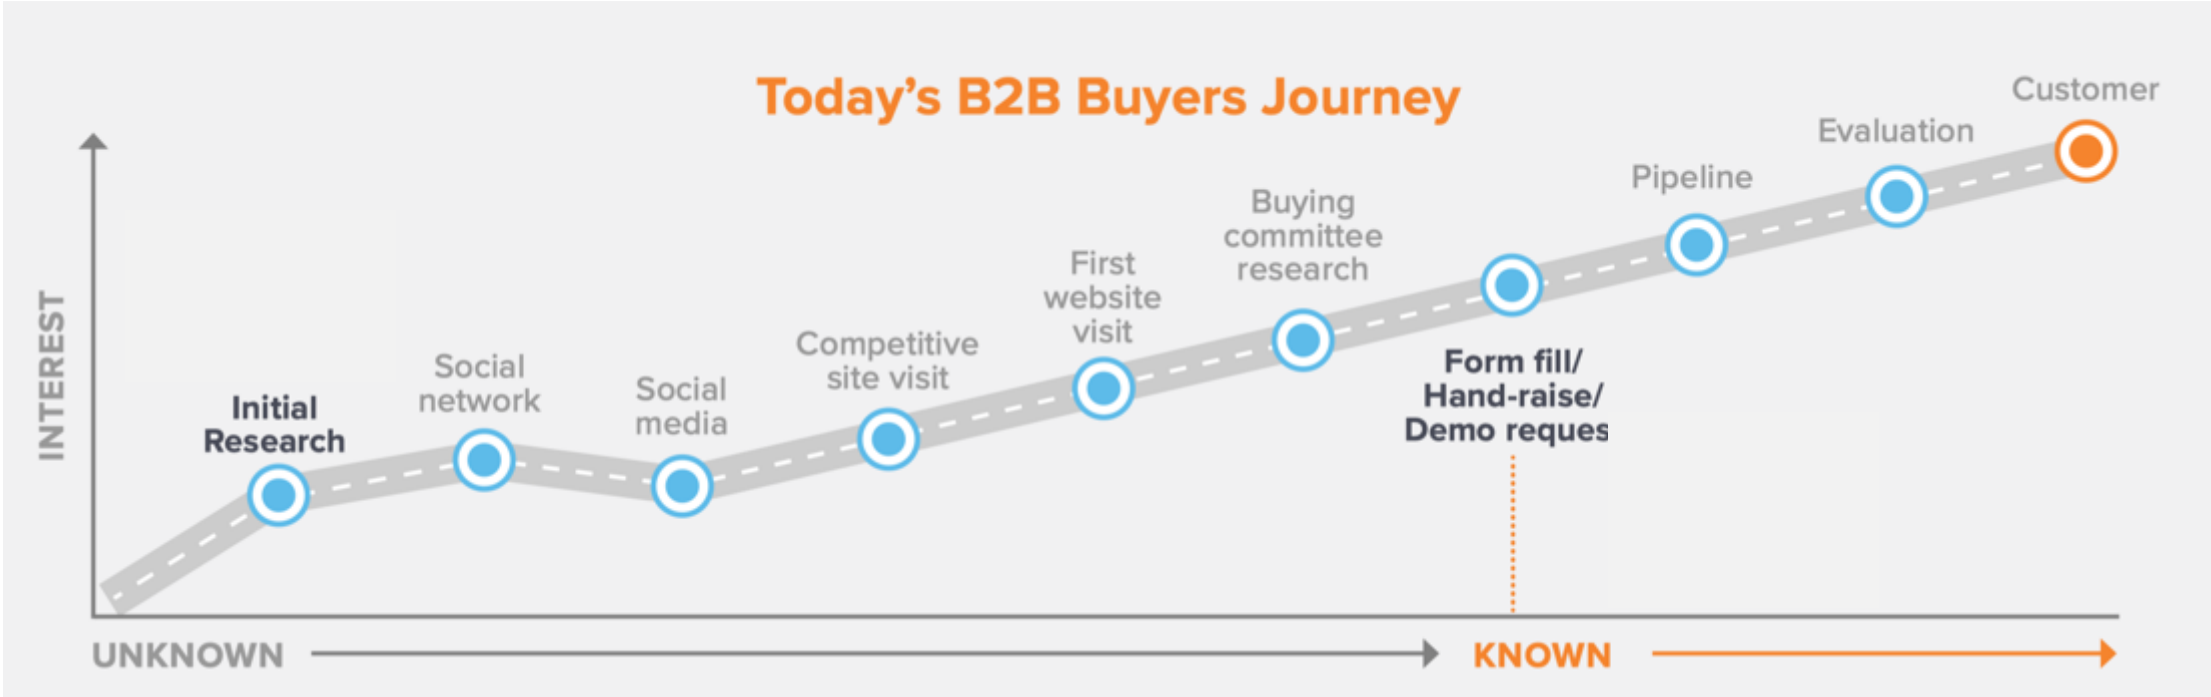 Today's B2B Buyers Journey
INTEREST
Initial
Research
Social
network
Social
media
Competitive
site visit
First
website
visit
Buying
committee
research
Form fill/
Hand-raise/
Demo reques
Pipeline
Evaluation
Customer
UNKNOWN
KNOWN